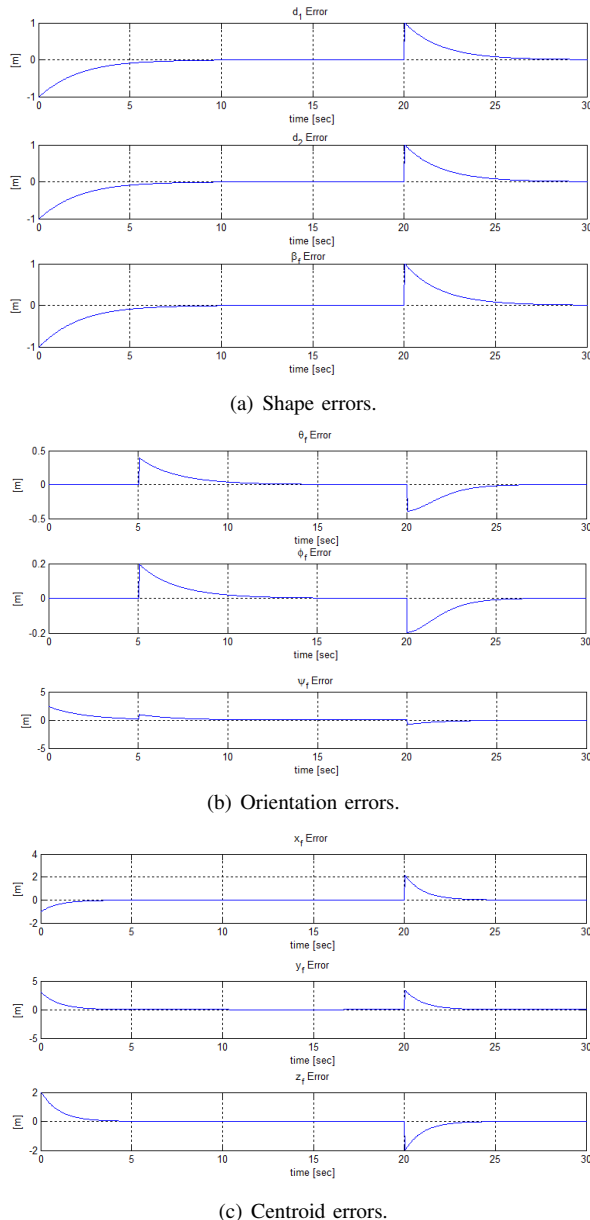 d1 Error
[m]
1
0
-1
0 5 10 15 20 25 30
time [sec]
d2 Error
[m]
1
0
-1
0 5 10 15 20 25 30
time [sec]
βf Error
[m]
1
0
-1
0 5 10 15 20 25 30
time [sec]
(a) Shape errors.
θf Error
[m]
0.5
0
-0.5
0 5 10 15 20 25 30
ϕf Error
[m]
0.2
0
-0.2
0 5 10 15 20 25 30
ψf Error
[m]
5
0
-5
0 5 10 15 20 25 30
time [sec]
(b) Orientation errors.
xf Error
[m]
4
2
0
-2
0 5 10 15 20 25 30
time [sec]
yf Error
[m]
5
0
-5
0 5 10 15 20 25 30
time [sec]
zf Error
[m]
2
0
-2
0 5 10 15 20 25 30
time [sec]
(c) Centroid errors.